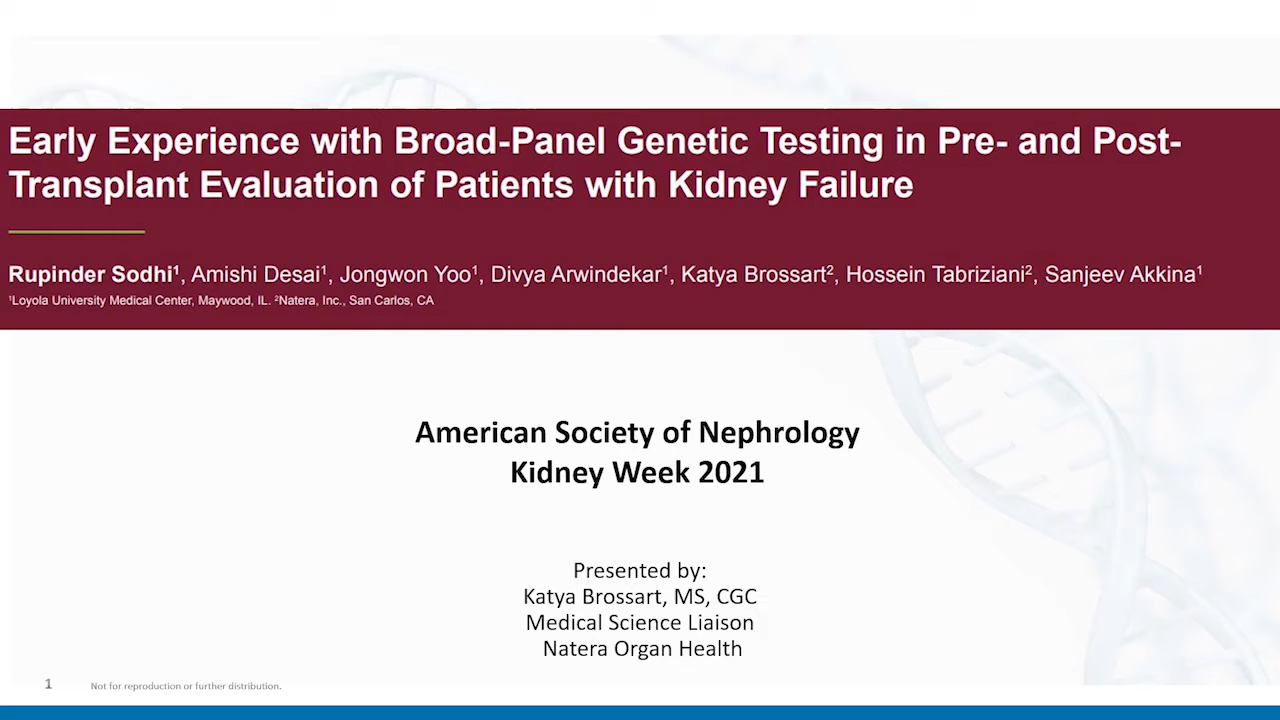 Early Experience with Broad-Panel Genetic Testing in Pre- and Post-
Transplant Evaluation of Patients with Kidney Failure
Rupinder Sodhi¹, Amishi Desai¹, Jongwon Yoo¹, Divya Arwindekar¹, Katya Brossart², Hossein Tabriziani², Sanjeev Akkina¹
¹Loyola University Medical Center, Maywood, IL. ²Natera, Inc., San Carlos, CA
American Society of Nephrology
Kidney Week 2021
Presented by:
Katya Brossart, MS, CGC
Medical Science Liaison
Natera Organ Health
1 Not for reproduction or further distribution.